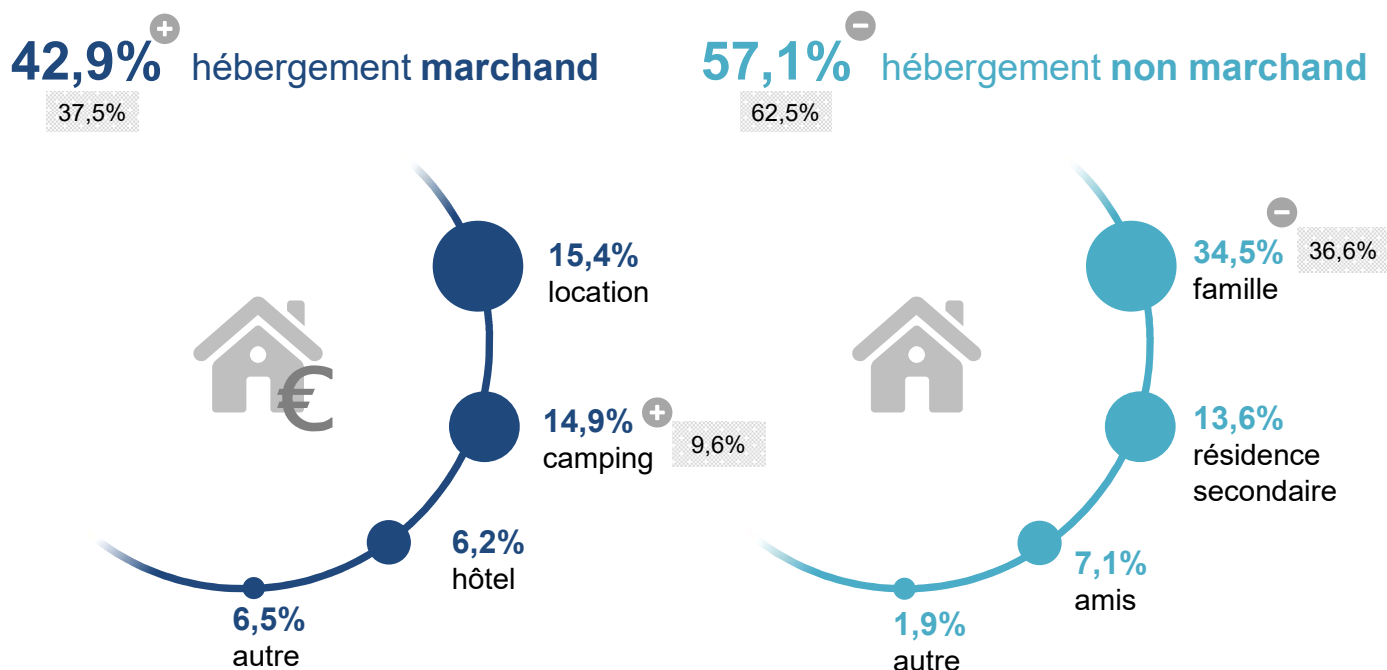 42,9% hébergement marchand
37,5%
15,4%
location
14,9%
camping
9,6%
6,2%
hôtel
6,5%
autre
€
57,1% hébergement non marchand
62,5%
34,5%
famille
36,6%
13,6%
résidence
secondaire
7,1%
amis
1,9%
autre